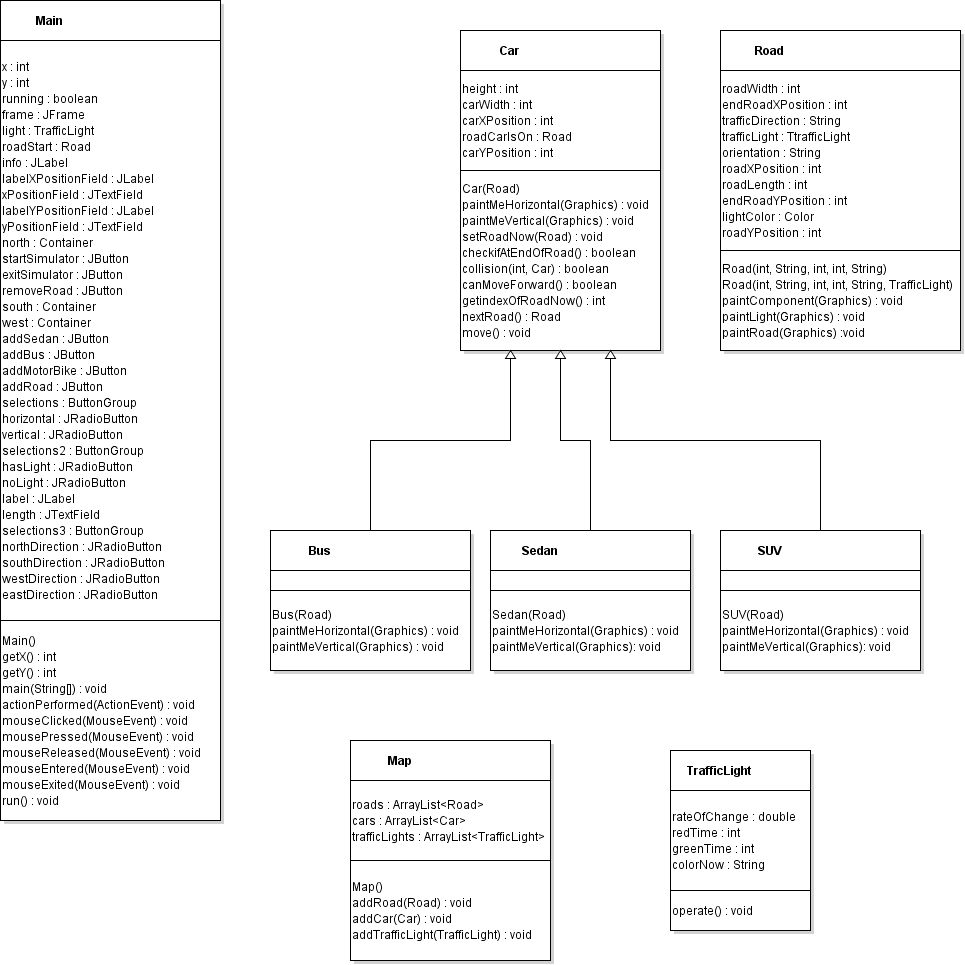 Main
x : int
y : int
running : boolean
frame : JFrame
light : TrafficLight
roadStart : Road
info : JLabel
labelXPositionField : JLabel
xPositionField : JTextField
labelYPositionField : JLabel
yPositionField : JTextField
north : Container
startSimulator : JButton
exitSimulator : JButton
removeRoad : JButton
south : Container
west : Container
addSedan : JButton
addBus : JButton
addMotorBike : JButton
addRoad : JButton
selections : ButtonGroup
horizontal : JRadioButton
vertical : JRadioButton
selections2 : ButtonGroup
hasLight : JRadioButton
noLight : JRadioButton
label : JLabel
length : JTextField
selections3 : ButtonGroup
northDirection : JRadioButton
southDirection : JRadioButton
westDirection : JRadioButton
eastDirection : JRadioButton
Main()
getX() : int
getY() : int
main(String[]) : void
actionPerformed(ActionEvent) : void
mouseClicked(MouseEvent) : void
mousePressed(MouseEvent) : void
mouseReleased(MouseEvent) : void
mouseEntered(MouseEvent) : void
mouseExited(MouseEvent) : void
run() : void
Car
height : int
carWidth : int
carXPosition : int
roadCarIsOn : Road
carYPosition : int
Car(Road)
paintMeHorizontal(Graphics) : void
paintMeVertical(Graphics) : void
setRoadNow(Road) : void
checkifAtEndOfRoad() : boolean
collision(int, Car) : boolean
canMoveForward() : boolean
getindexOfRoadNow() : int
nextRoad() : Road
move() : void
Road
roadWidth : int
endRoadXPosition : int
trafficDirection : String
trafficLight : TtrafficLight
orientation : String
roadXPosition : int
roadLength : int
endRoadYPosition : int
lightColor : Color
roadYPosition : int
Road(int, String, int, int, String)
Road(int, String, int, int, String, TrafficLight)
paintComponent(Graphics) : void
paintLight(Graphics) : void
paintRoad(Graphics) :void
Bus
Bus(Road)
paintMeHorizontal(Graphics) : void
paintMeVertical(Graphics) : void
Sedan
Sedan(Road)
paintMeHorizontal(Graphics) : void
paintMeVertical(Graphics): void
SUV
SUV(Road)
paintMeHorizontal(Graphics) : void
paintMeVertical(Graphics): void
Map
roads : ArrayList<Road>
cars : ArrayList<Car>
trafficLights : ArrayList<TrafficLight>
Map()
addRoad(Road) : void
addCar(Car) : void
addTrafficLight(TrafficLight) : void
TrafficLight
rateOfChange : double
redTime : int
greenTime : int
colorNow : String
operate() : void